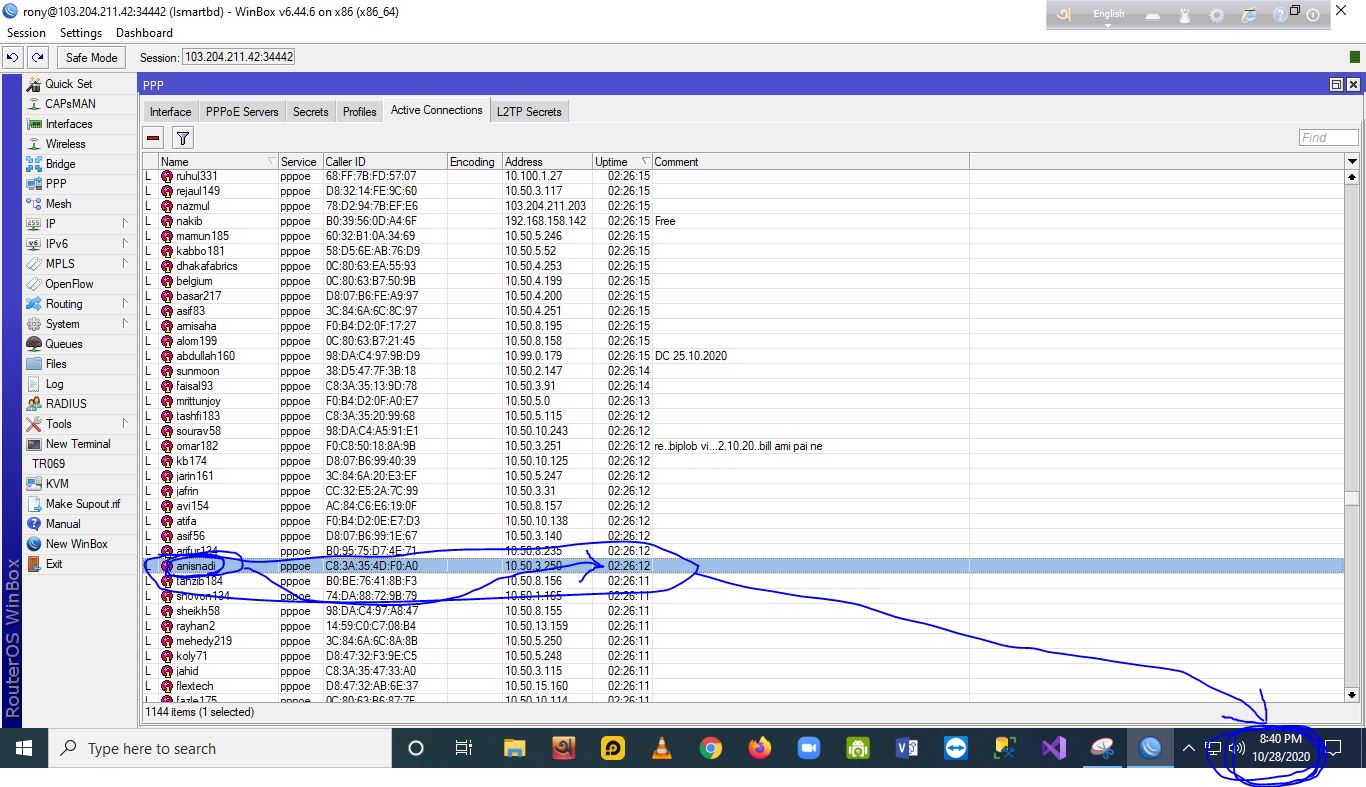 rony@103.204.211.42:34442 (Ismartbd) - WinBox v6.44.6 on x86 (x86_64)
English
Session Settings Dashboard
Safe Mode Session: 103.204.211.42:34442
Quick Set
CAPsMAN
Interfaces
Wireless
Bridge
PPP
Mesh
IP
IPv6
MPLS
OpenFlow
Routing
System
Queues
Files
Log
RADIUS
Tools
New Terminal
TR069
KVM
Make Supout.rif
Manual
New WinBox
Exit
RouterOS WinBox
PPP
Interface PPPoE Servers Secrets Profiles Active Connections L2TP Secrets
Find
Name Service Caller ID Encoding Address Uptime Comment
L ruhul331 pppoe 68:FF:7B:FD:57:07 10.100.1.27 02:26:15
L rejaul149 pppoe D8:32:14:FE:9C:60 10.50.3.117 02:26:15
L nazmul pppoe 78:D2:94:7B:EF:E6 103.204.211.203 02:26:15
L nakib pppoe B0:39:56:0D:A4:6F 192.168.158.142 02:26:15 Free
L mamun185 pppoe 60:32:B1:0A:34:69 10.50.5.246 02:26:15
L kabbo181 pppoe 58:D5:6E:AB:76:D9 10.50.5.52 02:26:15
L dhakafabrics pppoe 0C:80:63:EA:55:93 10.50.4.253 02:26:15
L belgium pppoe 0C:80:63:B7:50:9B 10.50.4.199 02:26:15
L basar217 pppoe D8:07:B6:FE:A9:97 10.50.4.200 02:26:15
L asif83 pppoe 3C:84:6A:6C:8C:97 10.50.4.251 02:26:15
L amisaha pppoe F0:B4:D2:0F:17:27 10.50.8.195 02:26:15
L alom199 pppoe 0C:80:63:B7:21:45 10.50.8.158 02:26:15
L abdullah160 pppoe 98:DA:C4:97:9B:D9 10.99.0.179 02:26:15 DC 25.10.2020
L sunmoon pppoe 38:D5:47:7F:3B:18 10.50.2.147 02:26:14
L faisal93 pppoe C8:3A:35:13:9D:78 10.50.3.91 02:26:14
L mrittunjoy pppoe F0:B4:D2:0F:A0:E7 10.50.5.0 02:26:13
L tashfi183 pppoe C8:3A:35:20:99:68 10.50.5.115 02:26:12
L sourav58 pppoe 98:DA:C4:A5:91:E1 10.50.10.243 02:26:12
L omar182 pppoe F0:C8:50:18:8A:9B 10.50.3.251 02:26:12 re..biplob vi...2.10.20..bill ami pai ne
L kb174 pppoe D8:07:B6:99:40:39 10.50.10.125 02:26:12
L jarin161 pppoe 3C:84:6A:20:E3:EF 10.50.5.247 02:26:12
L jafrin pppoe CC:32:E5:2A:7C:99 10.50.3.31 02:26:12
L avi154 pppoe AC:84:C6:E6:19:0F 10.50.8.157 02:26:12
L atifa pppoe F0:B4:D2:0E:E7:D3 10.50.10.138 02:26:12
L asif56 pppoe D8:07:B6:99:1E:67 10.50.3.140 02:26:12
L arifur134 pppoe B0:95:75:D7:4E:71 10.50.8.235 02:26:12
L anisnadi pppoe C8:3A:35:4D:F0:A0 10.50.3.250 02:26:12
L tanzib184 pppoe B0:BE:76:41:8B:F3 10.50.8.156 02:26:11
L shovon134 pppoe 74:DA:88:72:9B:79 10.50.1.165 02:26:11
L sheikh58 pppoe 98:DA:C4:97:A8:47 10.50.8.155 02:26:11
L rayhan2 pppoe 14:59:C0:C7:08:B4 10.50.13.159 02:26:11
L mehedy219 pppoe 3C:84:6A:6C:8A:8B 10.50.5.250 02:26:11
L koly71 pppoe D8:47:32:F3:9E:C5 10.50.5.248 02:26:11
L jahid pppoe C8:3A:35:47:33:A0 10.50.3.115 02:26:11
L flextech pppoe D8:47:32:AB:6E:37 10.50.15.160 02:26:11
L fazle175 pppoe 0C:80:63:B6:87:7F 10.50.10.114 02:26:11
1144 items (1 selected)
Type here to search
8:40 PM
10/28/2020